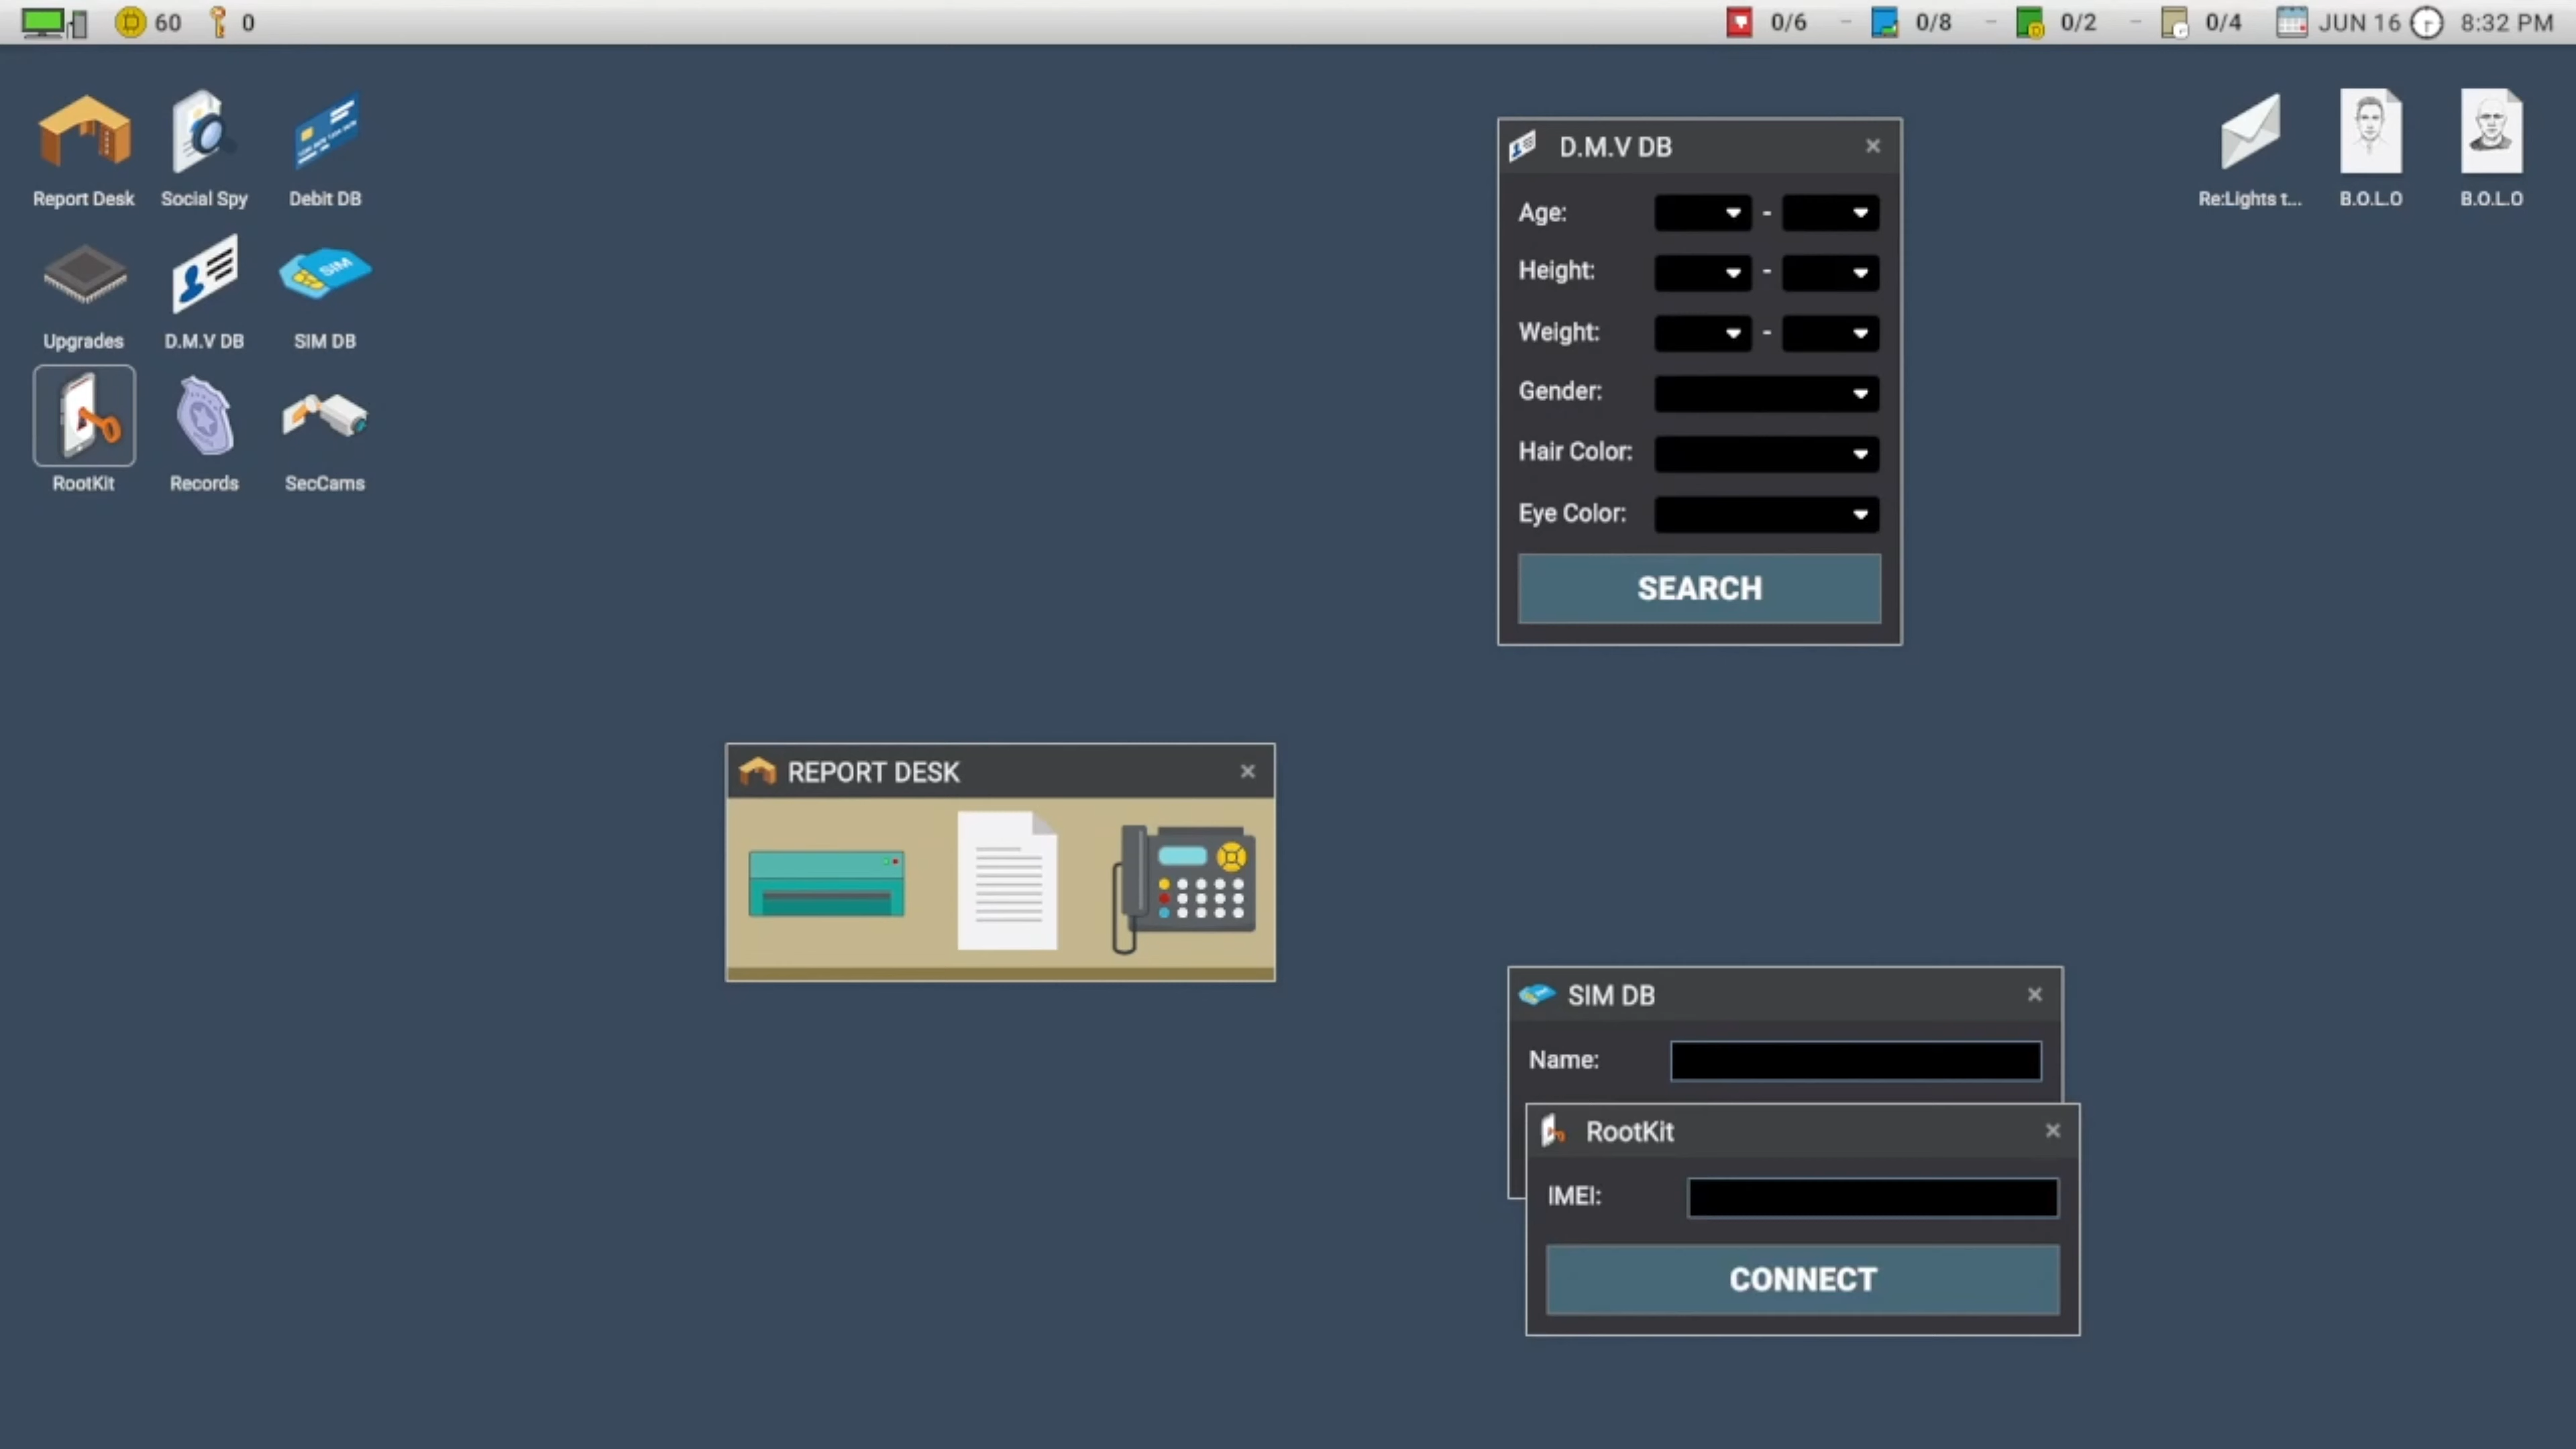 60 0 0/6 - 0/8 - 0/2 - 0/4 JUN 16 8:32 PM
Report Desk Social Spy Debit DB
Re:Lights t... B.O.L.O B.O.L.O
Upgrades D.M.V DB SIM DB
SIM
RootKit Records SecCams
D.M.V DB
Age: -
Height: -
Weight: -
Gender:
Hair Color:
Eye Color:
SEARCH
REPORT DESK
SIM DB
Name:
RootKit
IMEI:
CONNECT